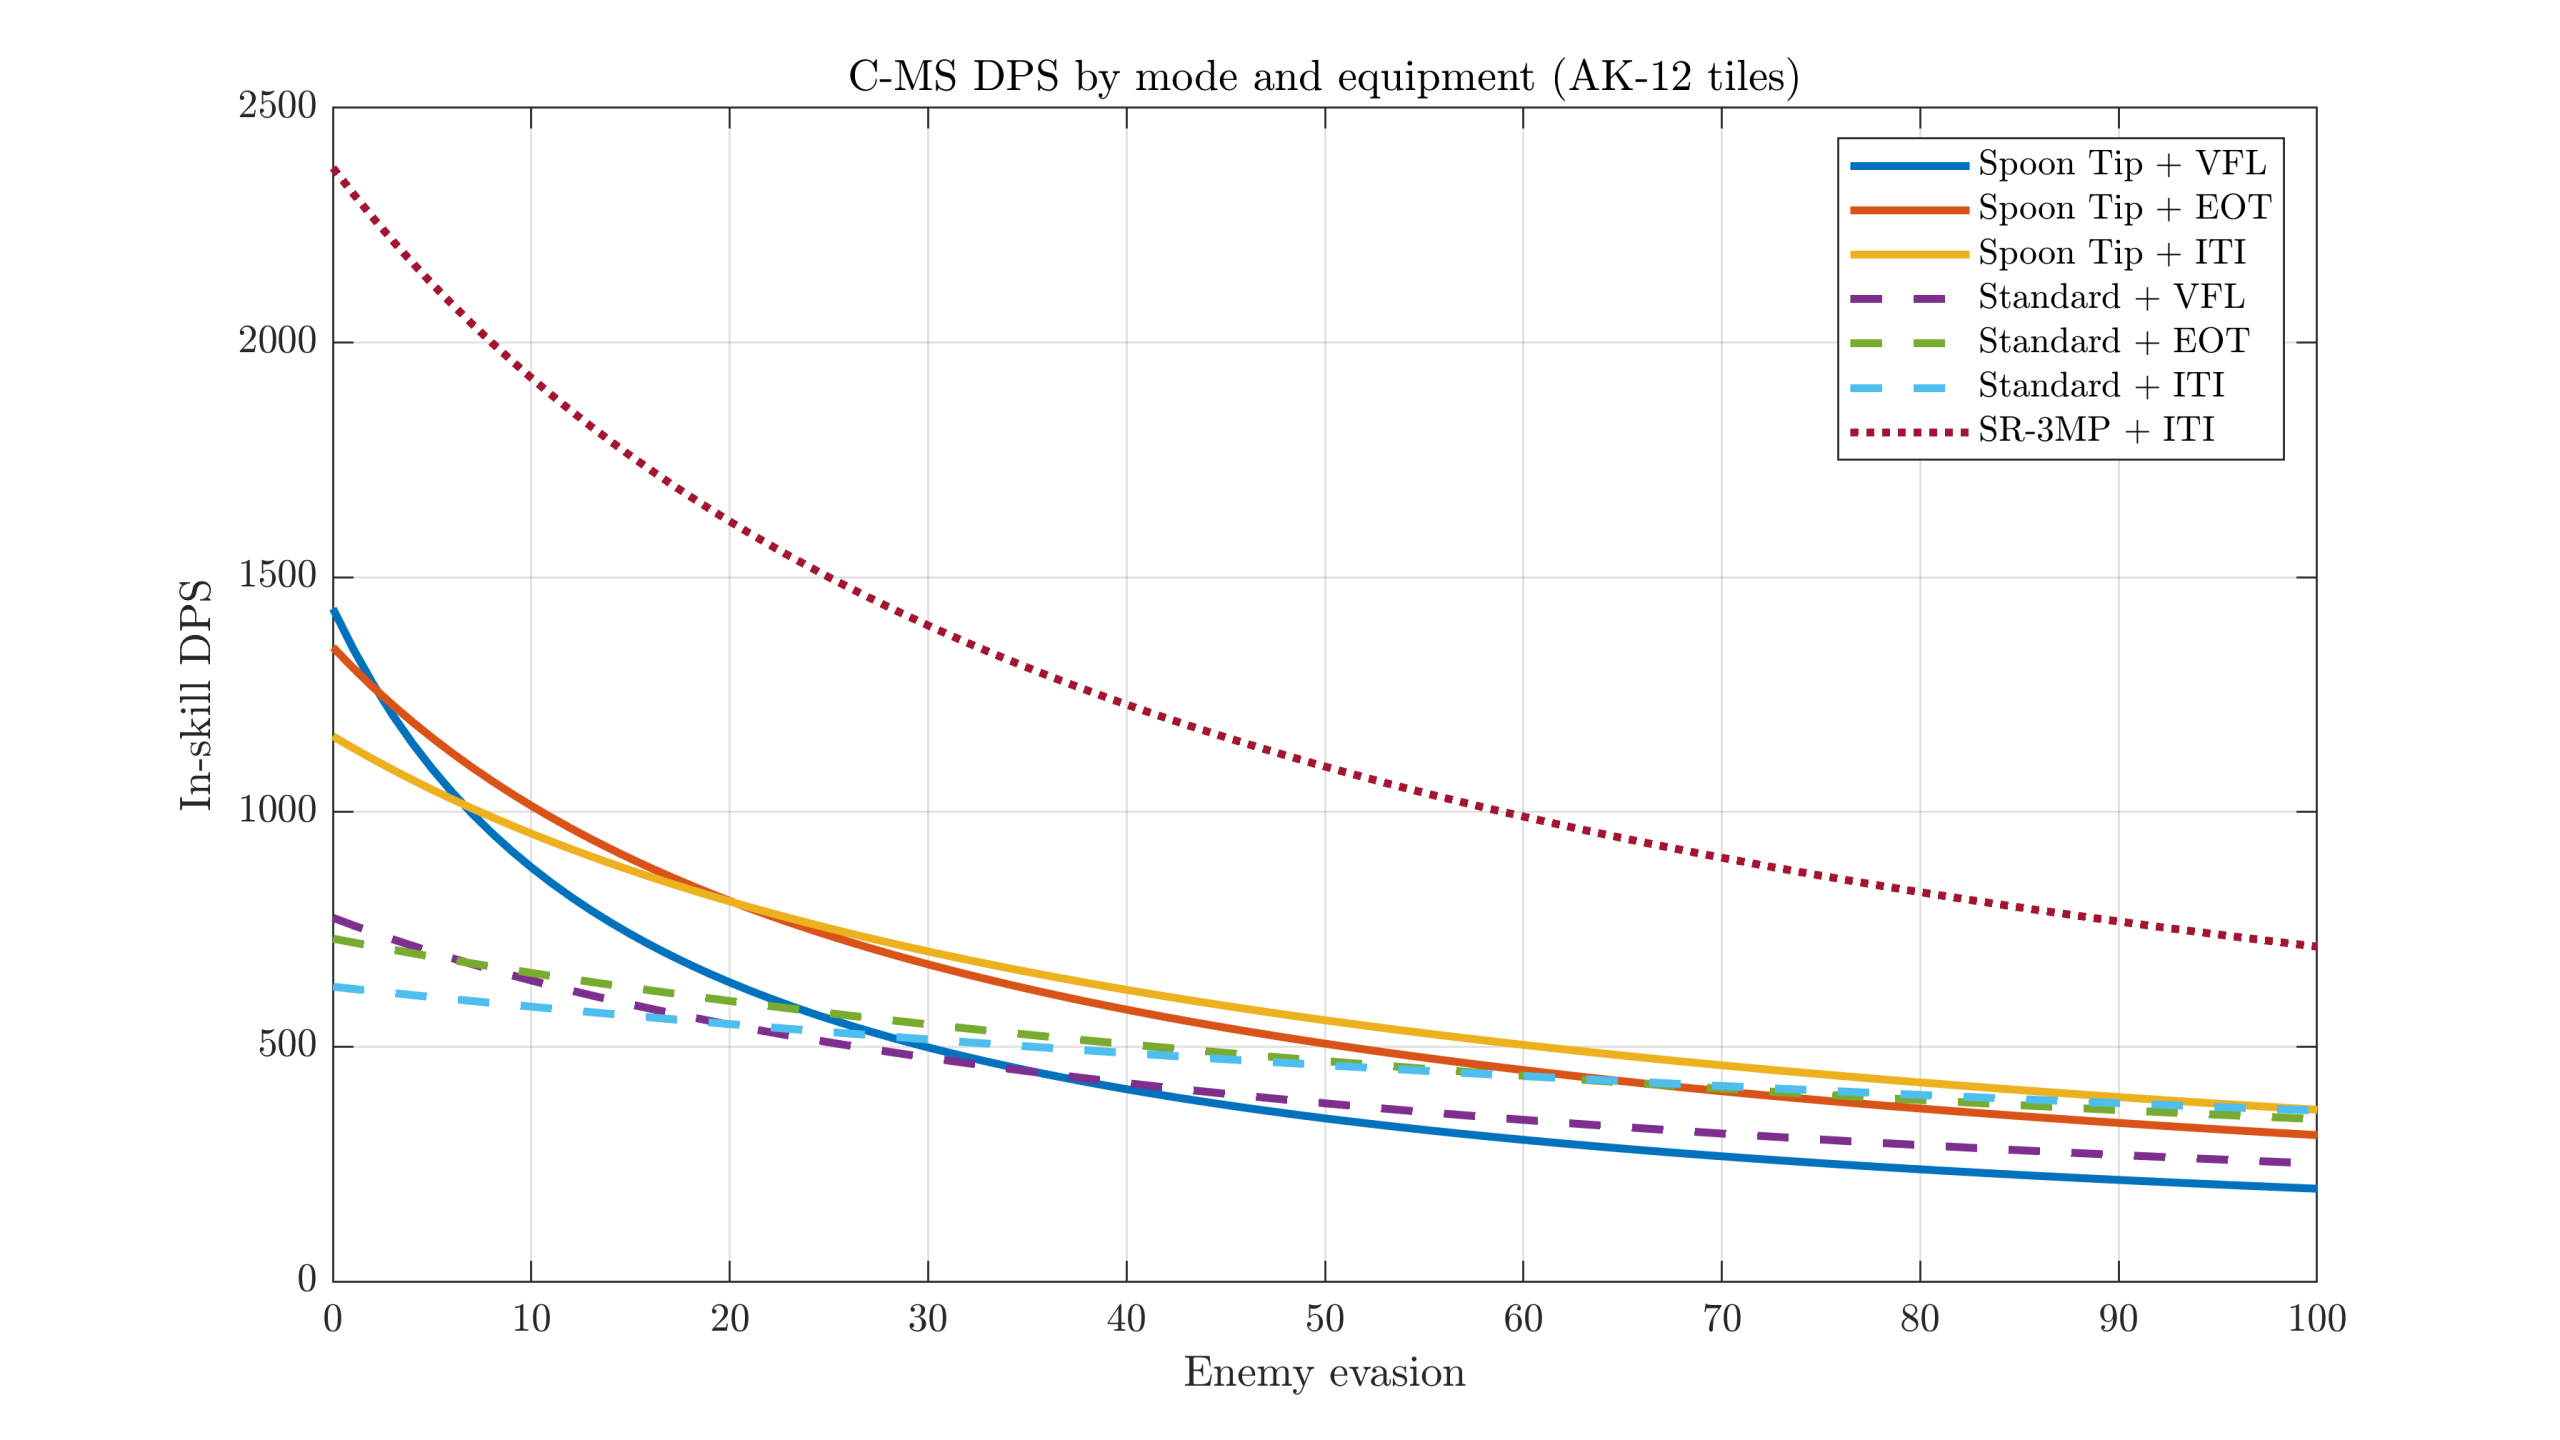 C-MS DPS by mode and equipment (AK-12 tiles)
2500
2000
1500
1000
500
0
In-skill DPS
Spoon Tip + VFL
Spoon Tip + EOT
Spoon Tip + ITI
Standard + VFL
Standard + EOT
Standard + ITI
SR-3MP + ITI
0 10 20 30 40 50 60 70 80 90 100
Enemy evasion